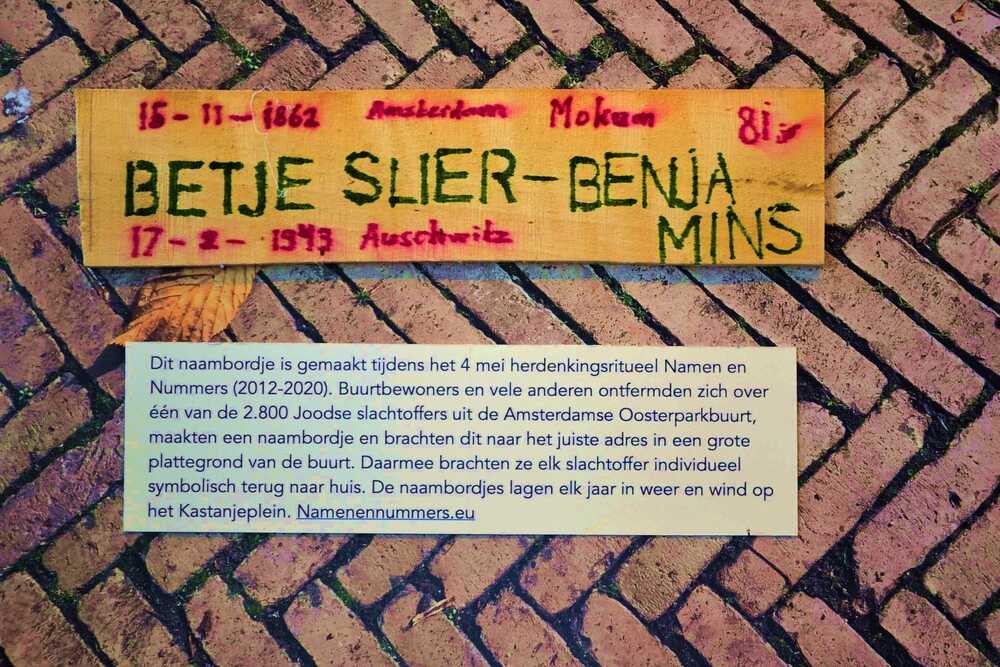 15-11-1862 Amsterdam Mokum 81 jr
BETJE SLIER-BENJA
MINS
17-2-1943 Auschwitz
Dit naambordje is gemaakt tijdens het 4 mei herdenkingsritueel Namen en
Nummers (2012-2020). Buurtbewoners en vele anderen ontfermden zich over
één van de 2.800 Joodse slachtoffers uit de Amsterdamse Oosterparkbuurt,
maakten een naambordje en brachten dit naar het juiste adres in een grote
plattegrond van de buurt. Daarmee brachten ze elk slachtoffer individueel
symbolisch terug naar huis. De naambordjes lagen elk jaar in weer en wind op
het Kastanjeplein. Namenennummers.eu